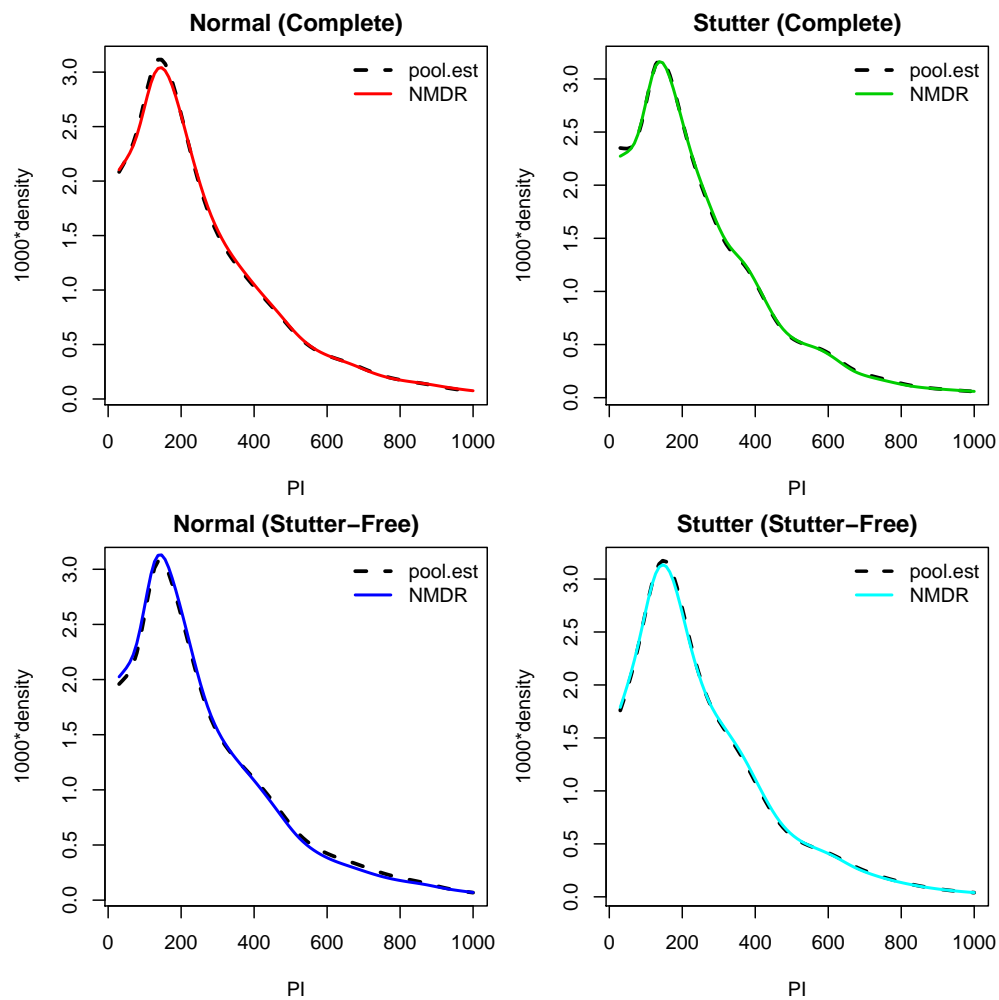 Normal (Complete)
pool.est
NMDR
1000*density
0.0 0.5 1.0 1.5 2.0 2.5 3.0
0 200 400 600 800 1000
PI
Stutter (Complete)
pool.est
NMDR
1000*density
0.0 0.5 1.0 1.5 2.0 2.5 3.0
0 200 400 600 800 1000
PI
Normal (Stutter−Free)
pool.est
NMDR
1000*density
0.0 0.5 1.0 1.5 2.0 2.5 3.0
0 200 400 600 800 1000
PI
Stutter (Stutter−Free)
pool.est
NMDR
1000*density
0.0 0.5 1.0 1.5 2.0 2.5 3.0
0 200 400 600 800 1000
PI